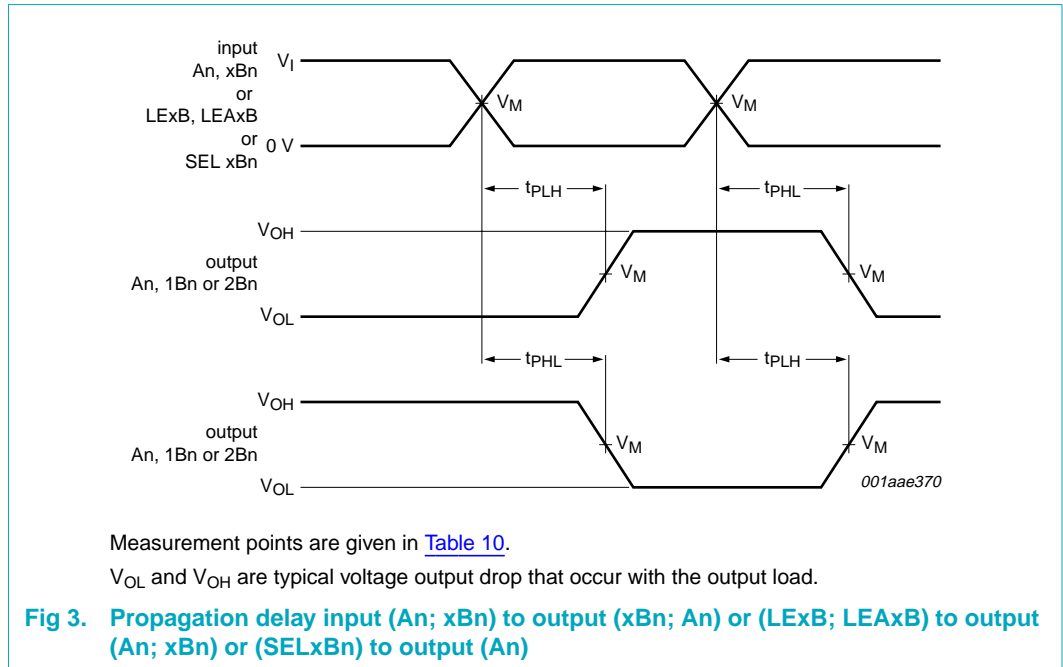 input
An, xBn
or
LExB, LEAxB
or
SEL xBn
VI
0 V
VM
VM
tPLH
tPHL
VOH
output
An, 1Bn or 2Bn
VOL
VM
VM
tPHL
tPLH
VOH
output
An, 1Bn or 2Bn
VOL
VM
VM
001aae370
Measurement points are given in Table 10.
VOL and VOH are typical voltage output drop that occur with the output load.
Fig 3. Propagation delay input (An; xBn) to output (xBn; An) or (LExB; LEAxB) to output
(An; xBn) or (SELxBn) to output (An)